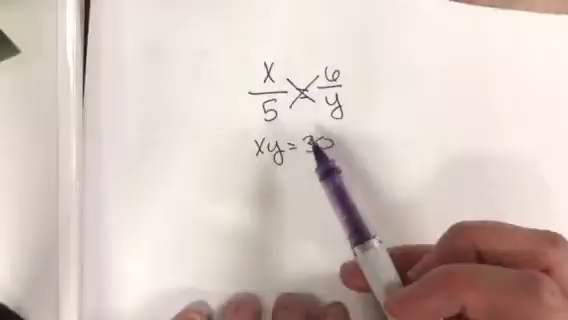 x/5 = 6/y
xy = 30